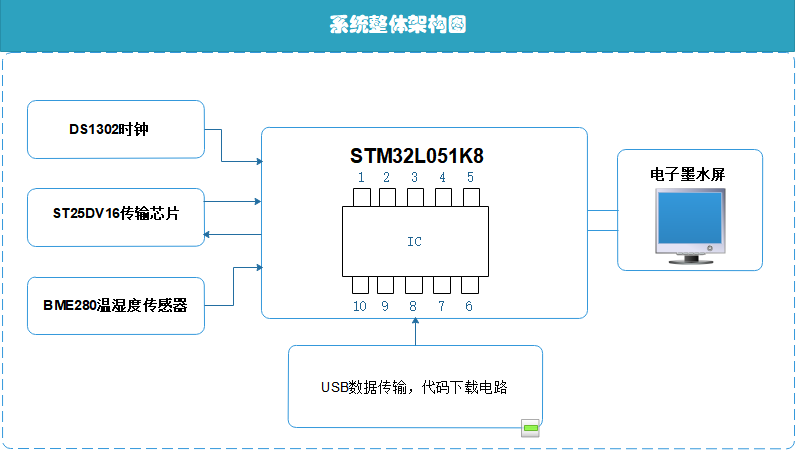 系统整体架构图
DS1302时钟
ST25DV16传输芯片
BME280温湿度传感器
STM32L051K8
1 2 3 4 5
IC
10 9 8 7 6
电子墨水屏
USB数据传输，代码下载电路